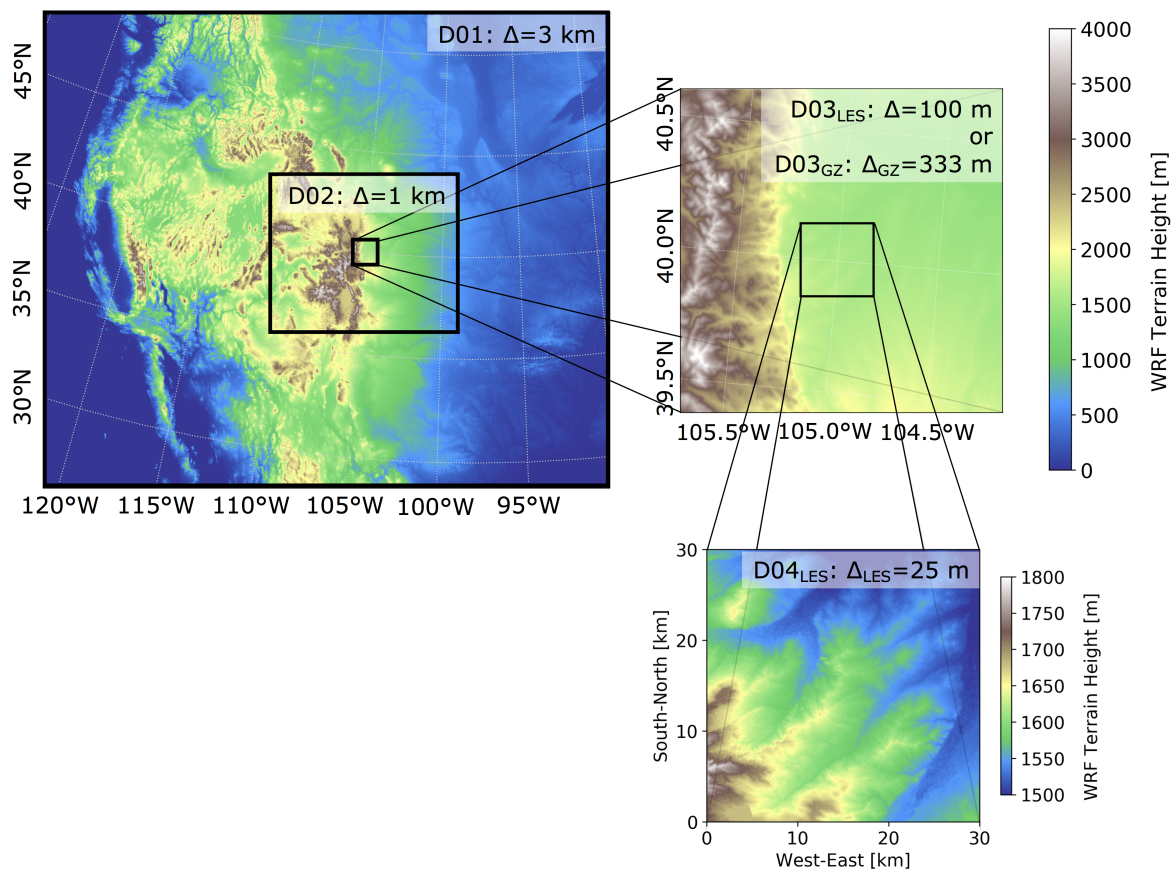 D01: Δ=3 km
45°N
40°N
35°N
30°N
D02: Δ=1 km
120°W 115°W 110°W 105°W 100°W 95°W
D03LES: Δ=100 m
or
D03GZ: ΔGZ=333 m
40.5°N
40.0°N
39.5°N
105.5°W 105.0°W 104.5°W
4000
3500
3000
2500
2000
1500
1000
500
0
WRF Terrain Height [m]
D04LES: ΔLES=25 m
30
20
10
0
South-North [km]
0 10 20 30
West-East [km]
1800
1750
1700
1650
1600
1550
1500
WRF Terrain Height [m]